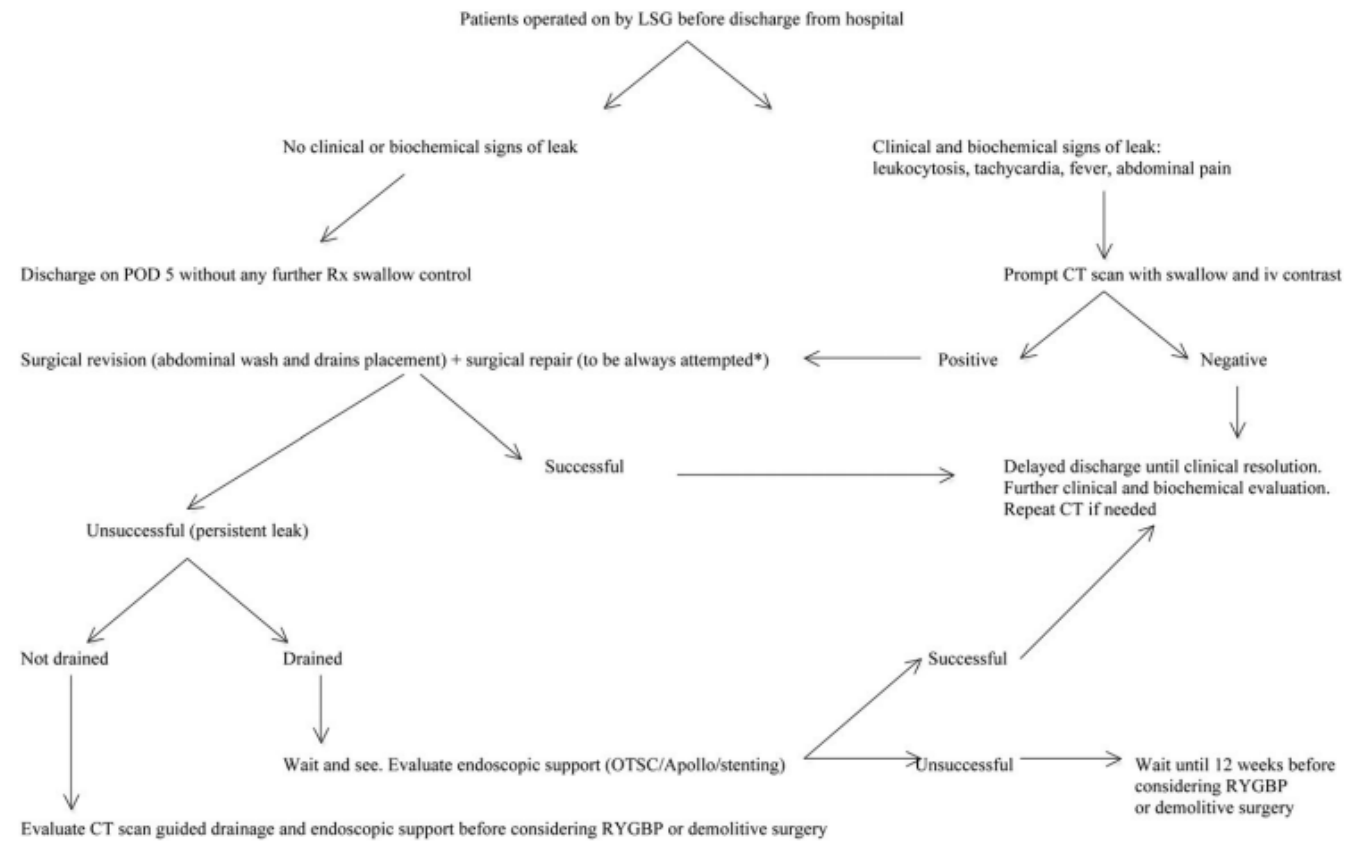 Patients operated on by LSG before discharge from hospital
No clinical or biochemical signs of leak
Clinical and biochemical signs of leak:
leukocytosis, tachycardia, fever, abdominal pain
Discharge on POD 5 without any further Rx swallow control
Prompt CT scan with swallow and iv contrast
Surgical revision (abdominal wash and drains placement) + surgical repair (to be always attempted*)
Positive
Negative
Successful
Delayed discharge until clinical resolution.
Further clinical and biochemical evaluation.
Repeat CT if needed
Unsuccessful (persistent leak)
Not drained
Drained
Successful
Wait and see. Evaluate endoscopic support (OTSC/Apollo/stenting)
Unsuccessful
Wait until 12 weeks before
considering RYGBP
or demolitive surgery
Evaluate CT scan guided drainage and endoscopic support before considering RYGBP or demolitive surgery